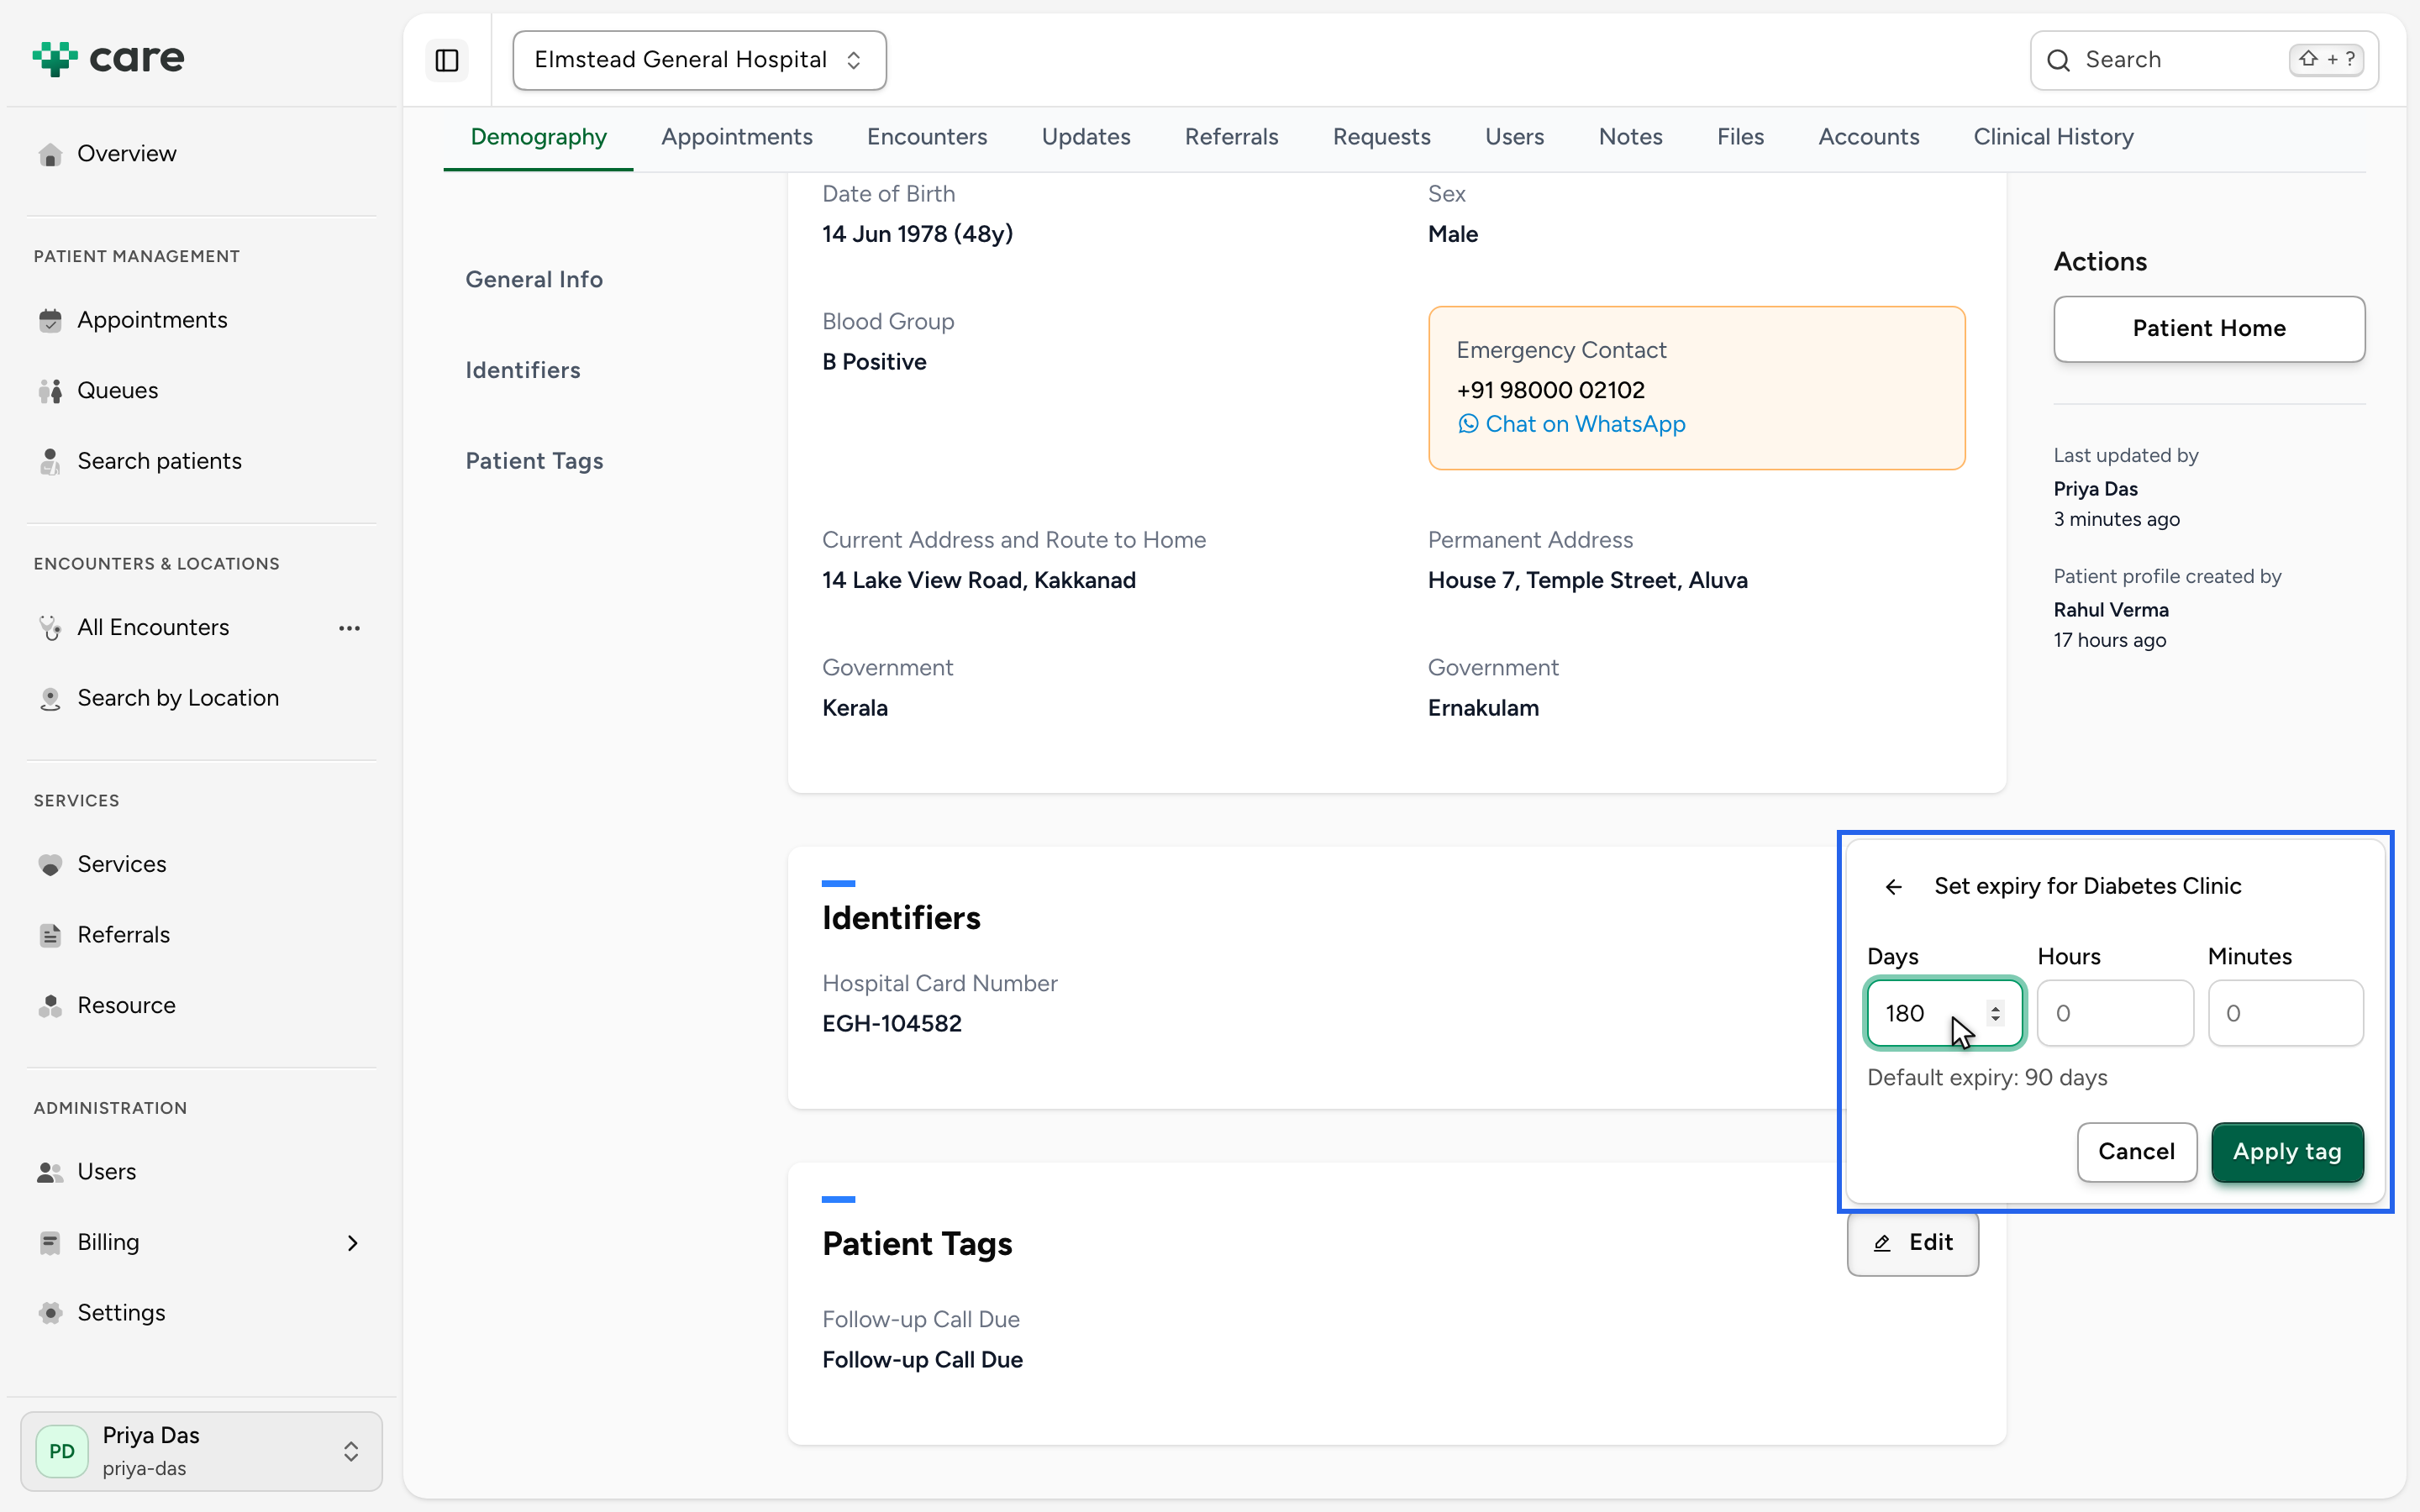 care
Elmstead General Hospital
Search
+ ?
Overview
PATIENT MANAGEMENT
Appointments
Queues
Search patients
ENCOUNTERS & LOCATIONS
All Encounters
Search by Location
SERVICES
Services
Referrals
Resource
ADMINISTRATION
Users
Billing
Settings
PD
Priya Das
priya-das
Demography
Appointments
Encounters
Updates
Referrals
Requests
Users
Notes
Files
Accounts
Clinical History
General Info
Identifiers
Patient Tags
Date of Birth
14 Jun 1978 (48y)
Sex
Male
Blood Group
B Positive
Emergency Contact
+91 98000 02102
Chat on WhatsApp
Current Address and Route to Home
14 Lake View Road, Kakkanad
Permanent Address
House 7, Temple Street, Aluva
Government
Kerala
Government
Ernakulam
Actions
Patient Home
Last updated by
Priya Das
3 minutes ago
Patient profile created by
Rahul Verma
17 hours ago
Identifiers
Hospital Card Number
EGH-104582
Set expiry for Diabetes Clinic
Days
Hours
Minutes
180
0
0
Default expiry: 90 days
Cancel
Apply tag
Patient Tags
Edit
Follow-up Call Due
Follow-up Call Due